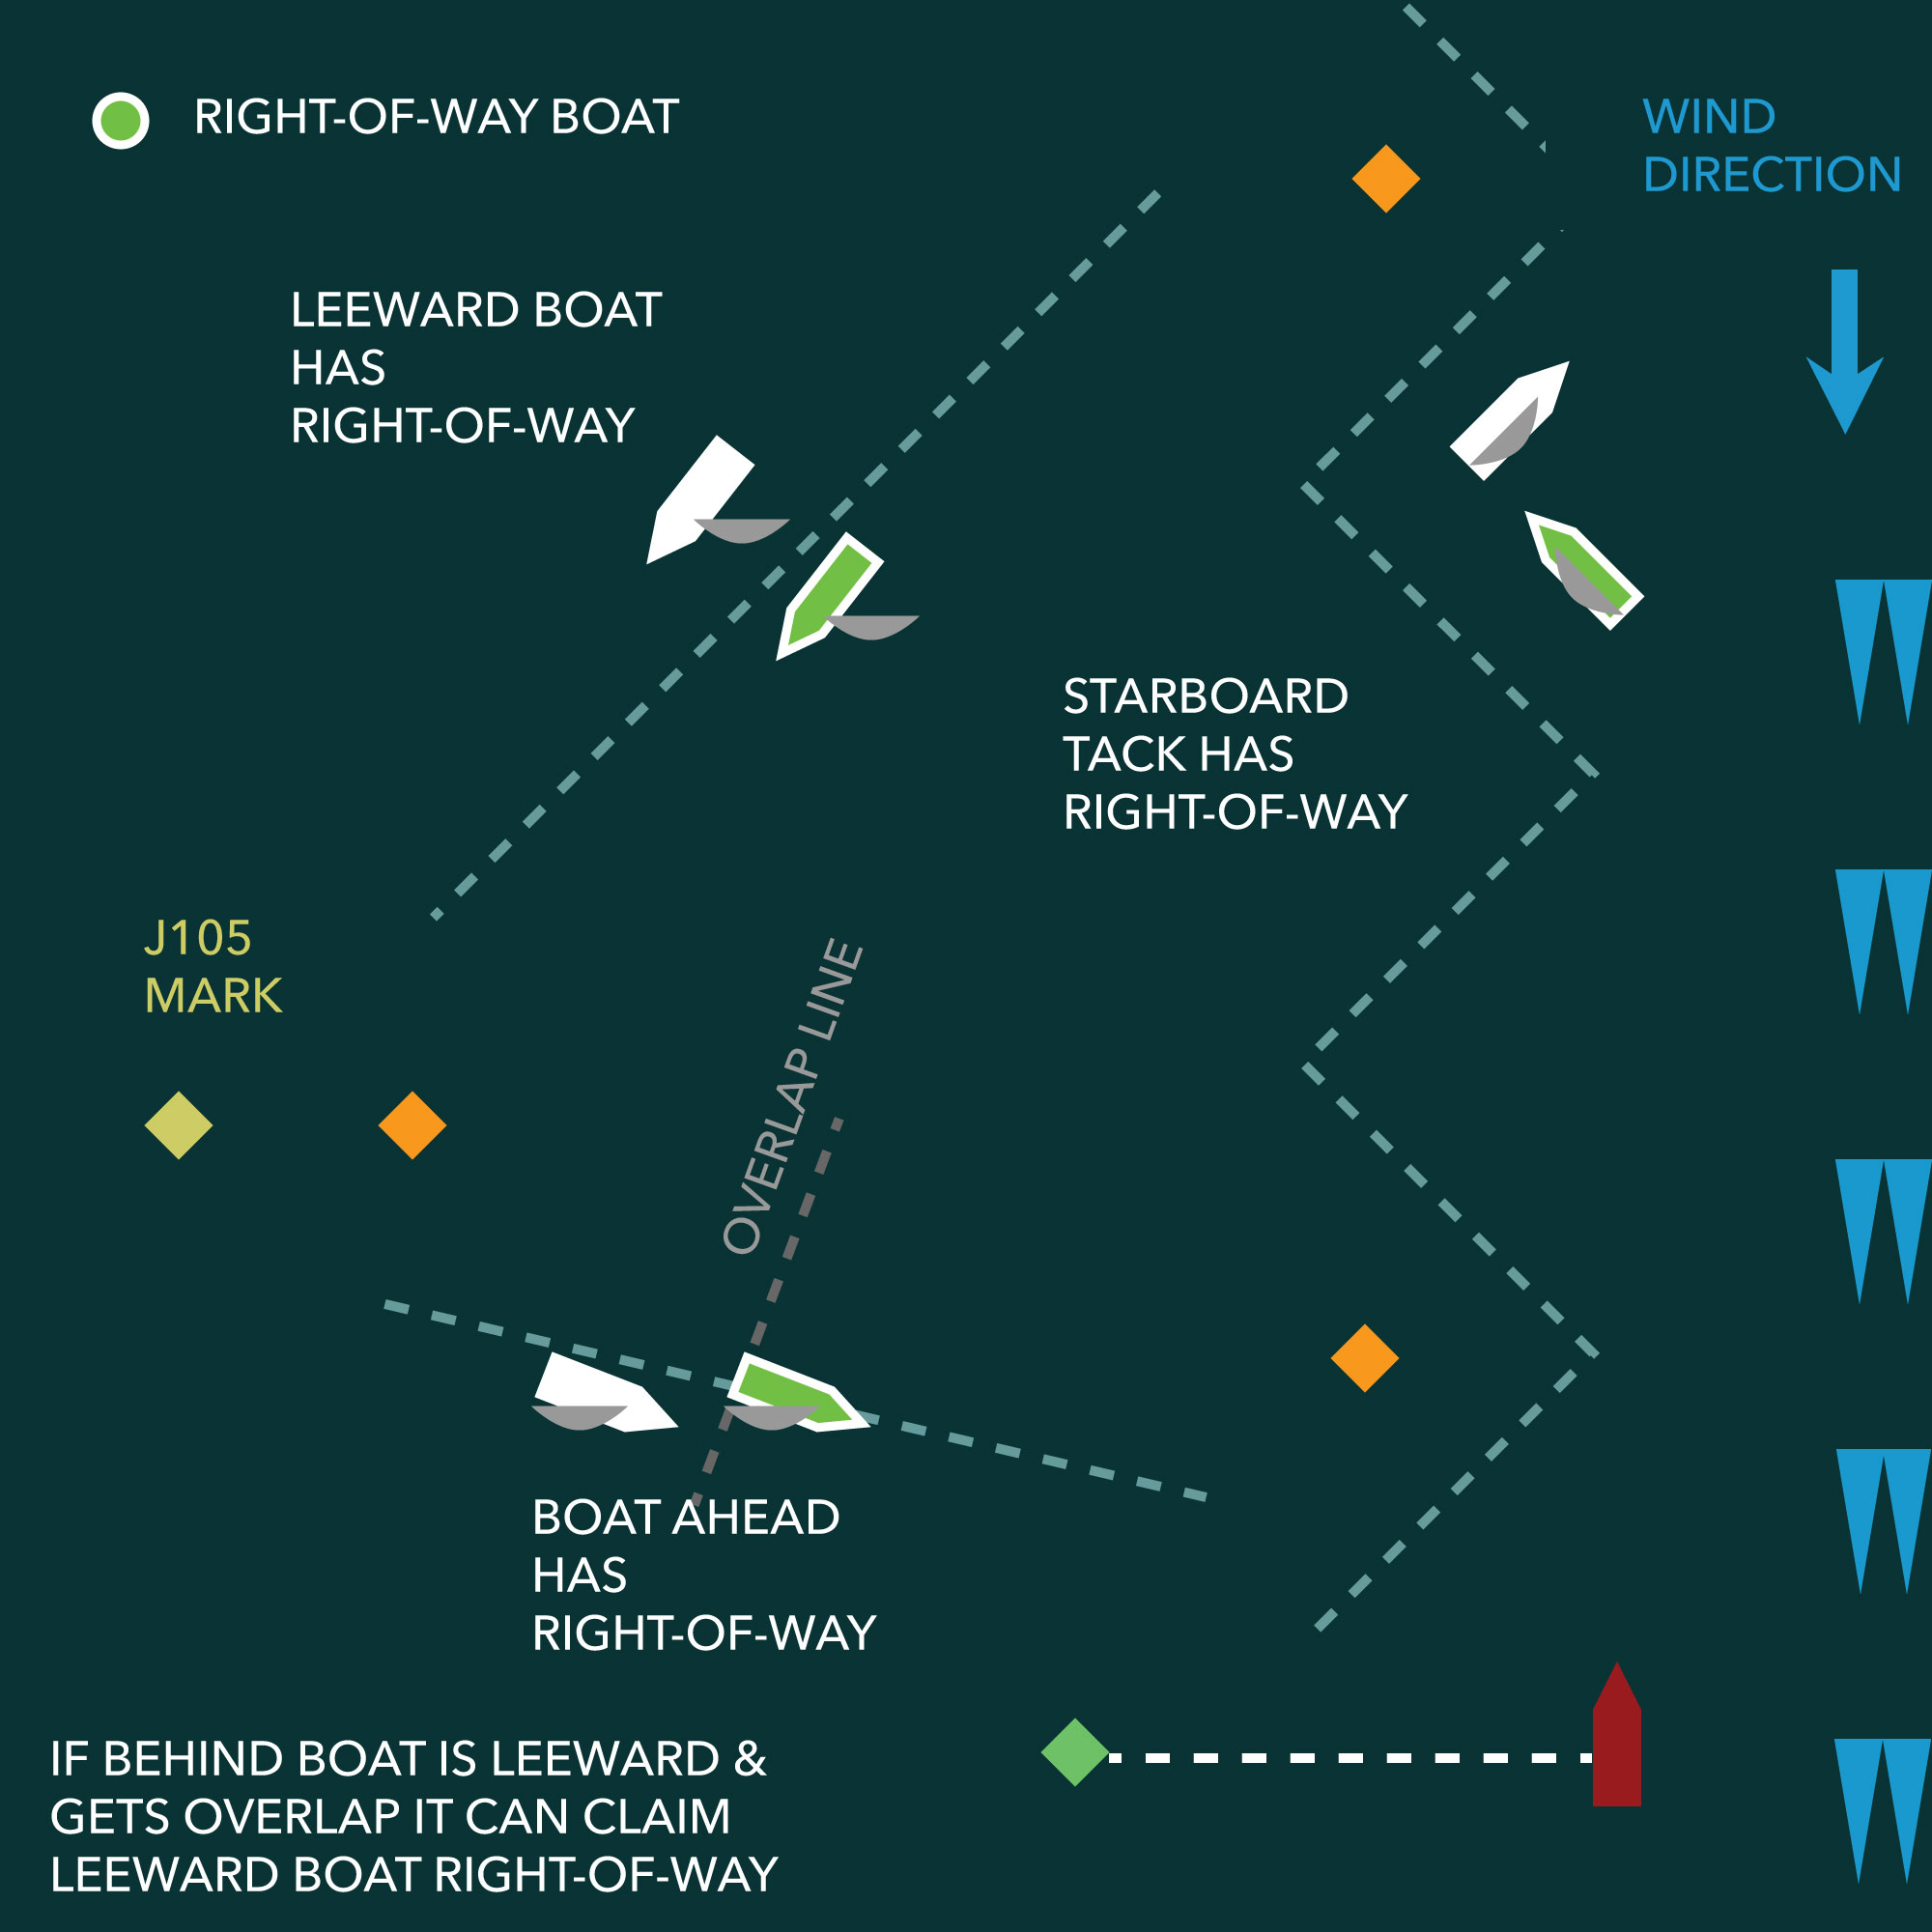 RIGHT-OF-WAY BOAT
WIND
DIRECTION
LEEWARD BOAT
HAS
RIGHT-OF-WAY
STARBOARD
TACK HAS
RIGHT-OF-WAY
J105
MARK
OVERLAP LINE
BOAT AHEAD
HAS
RIGHT-OF-WAY
IF BEHIND BOAT IS LEEWARD &
GETS OVERLAP IT CAN CLAIM
LEEWARD BOAT RIGHT-OF-WAY